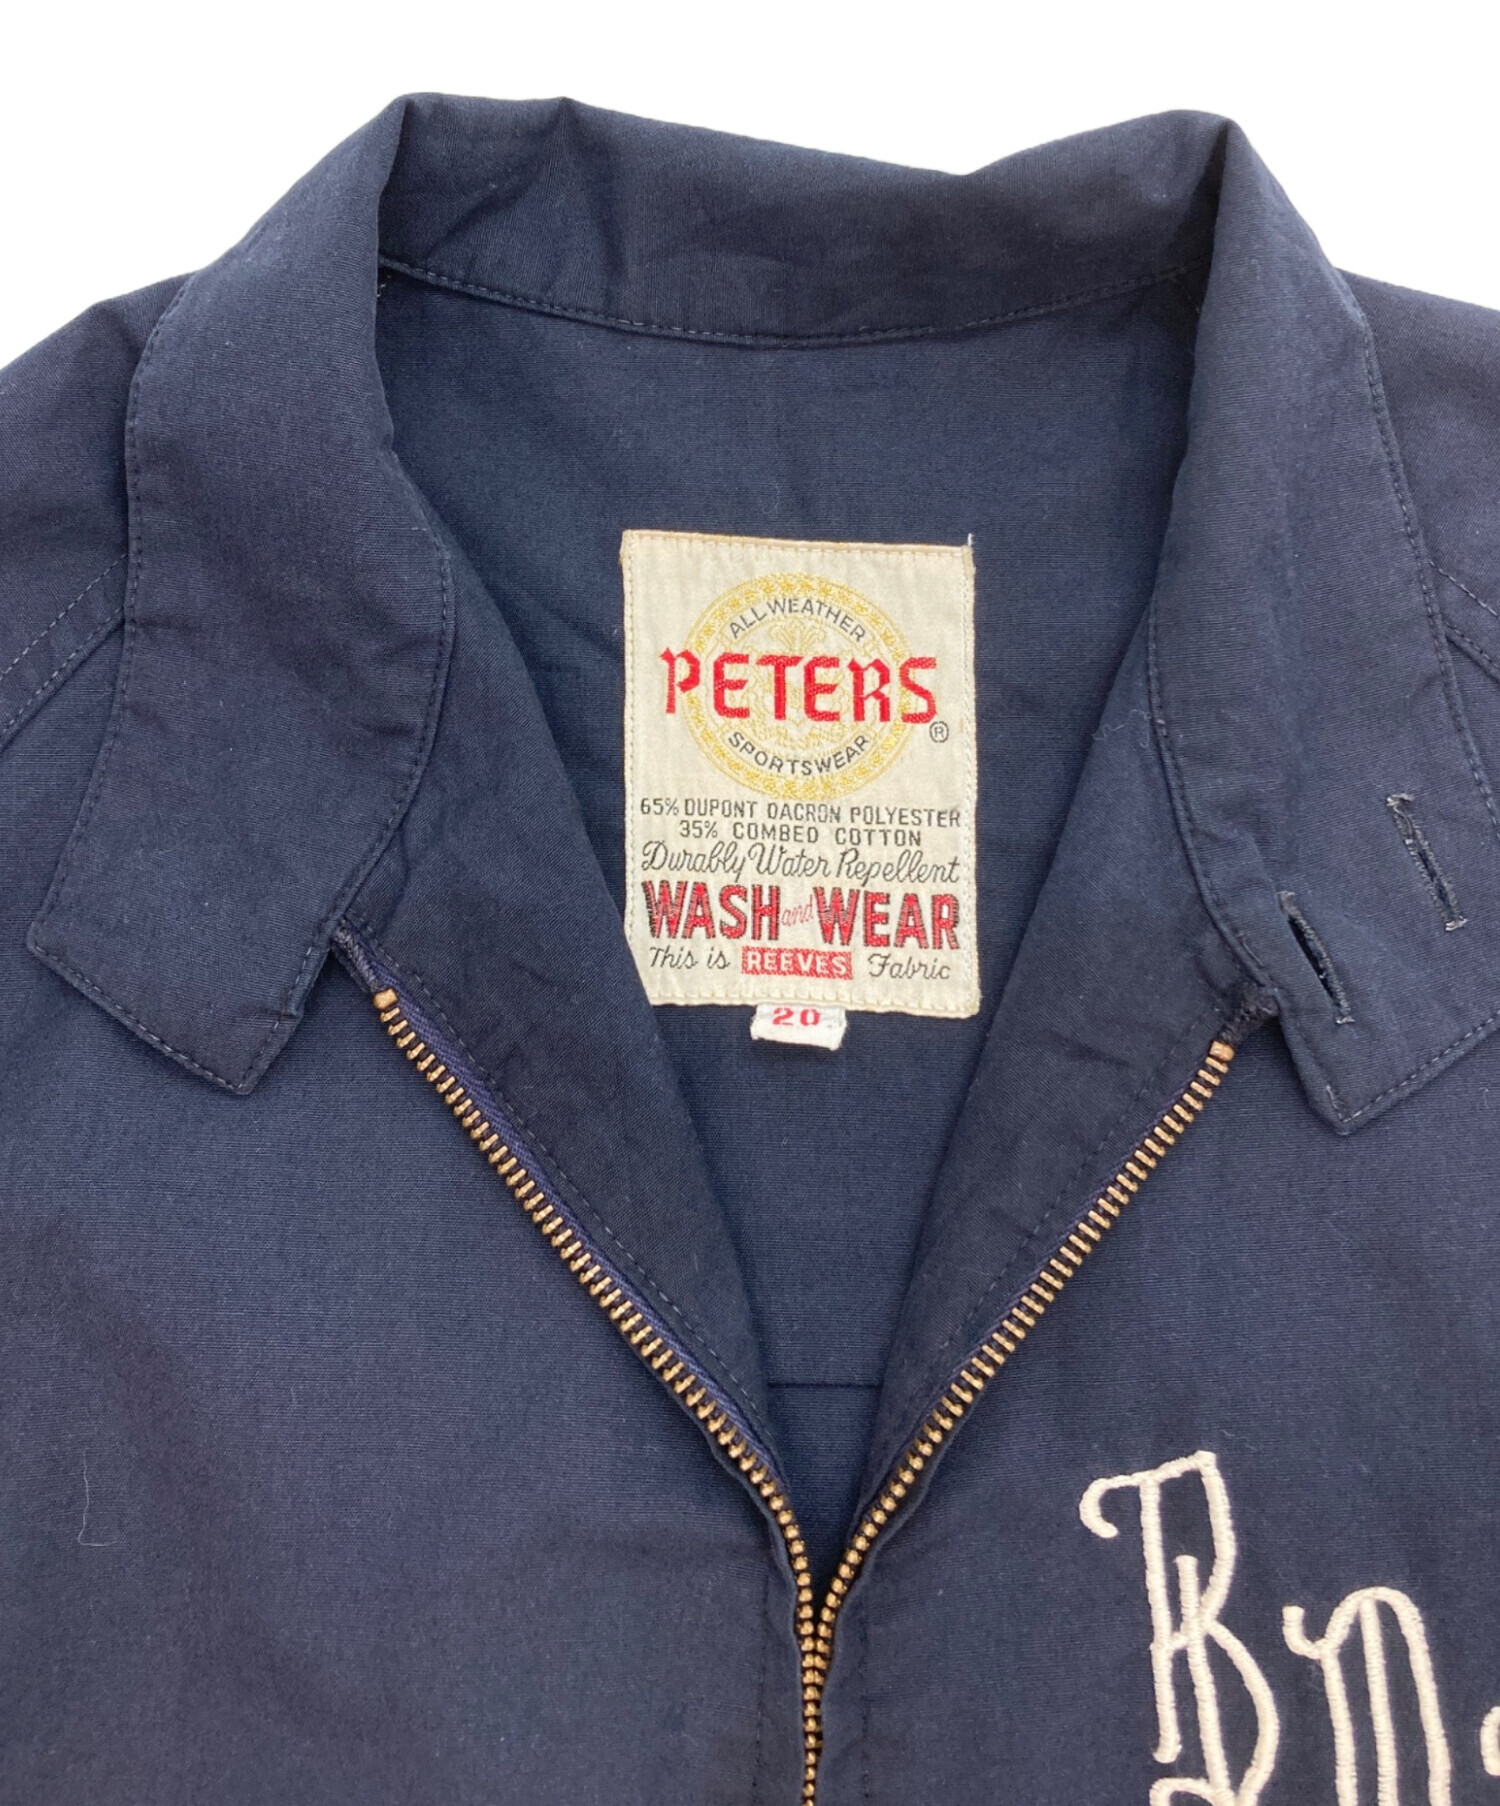 ALL WEATHER
PETERS
®
SPORTSWEAR
65% DUPONT DACRON POLYESTER
35% COMBED COTTON
Durably Water Repellent
WASH and WEAR
This is REEVES Fabric
20